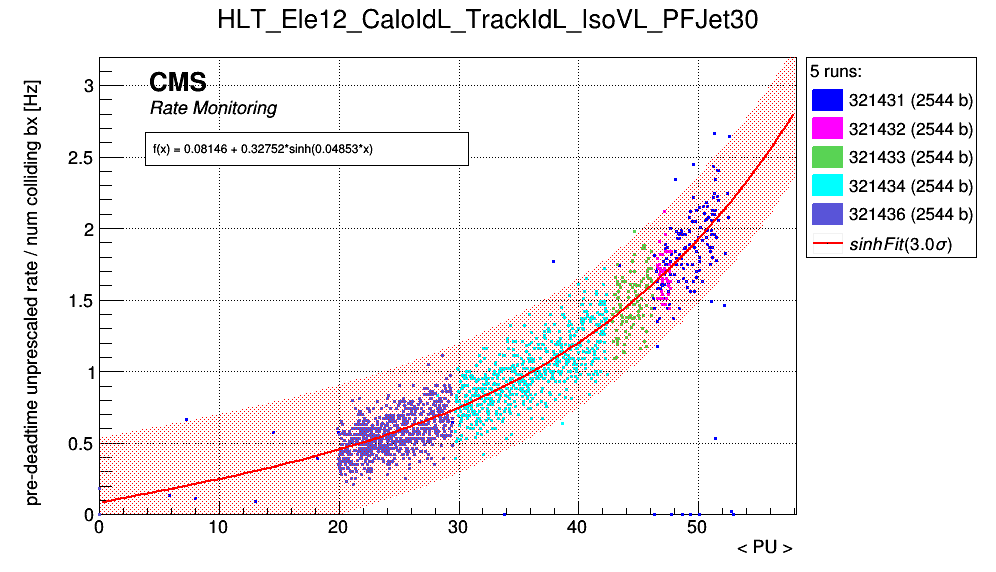 HLT_Ele12_CaloIdL_TrackIdL_IsoVL_PFJet30
pre-deadtime unprescaled rate / num colliding bx [Hz]
CMS
Rate Monitoring
f(x) = 0.08146 + 0.32752*sinh(0.04853*x)
3
2.5
2
1.5
1
0.5
0
0 10 20 30 40 50
< PU >
5 runs:
321431 (2544 b)
321432 (2544 b)
321433 (2544 b)
321434 (2544 b)
321436 (2544 b)
sinhFit(3.0σ)